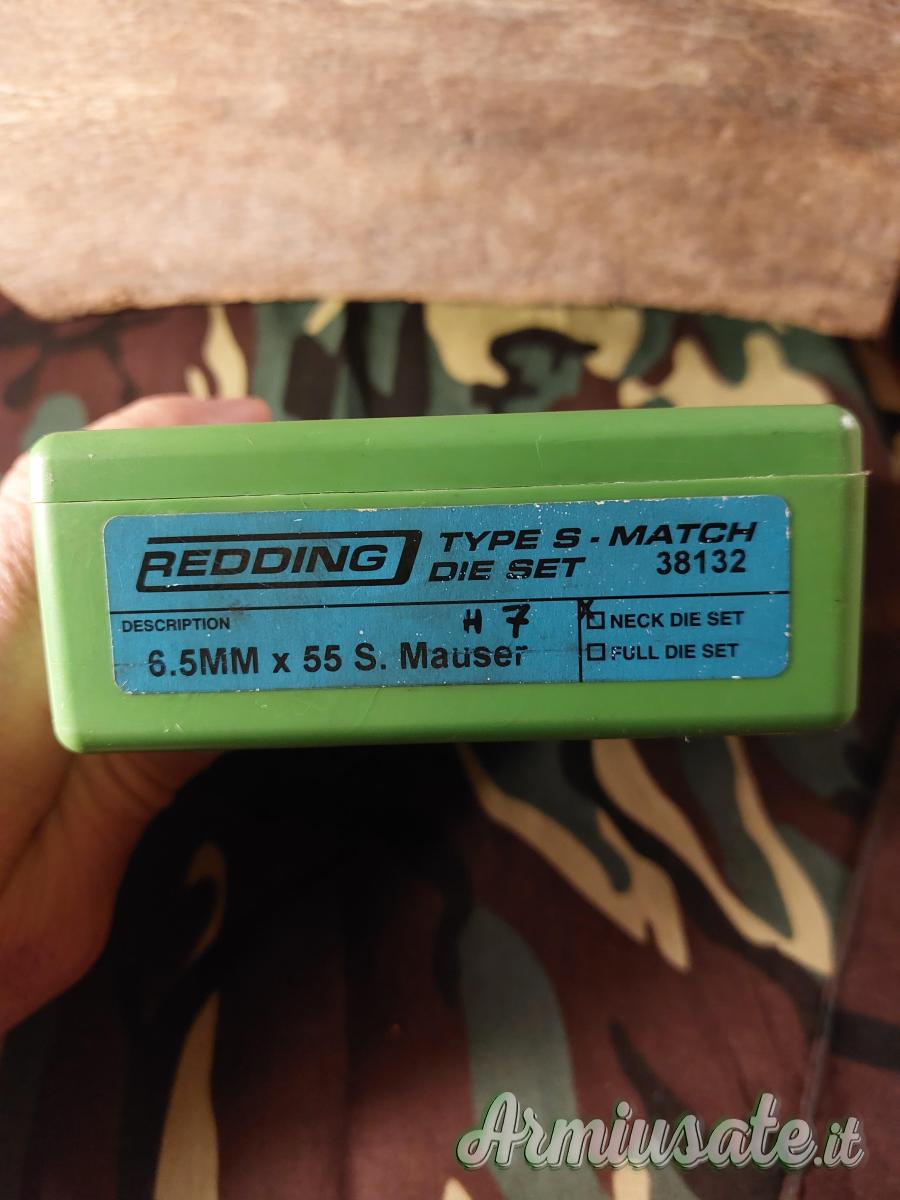 REDDING TYPE S - MATCH
DIE SET 38132
DESCRIPTION H 7
6.5MM x 55 S. Mauser
X NECK DIE SET
FULL DIE SET
Armiusate.it